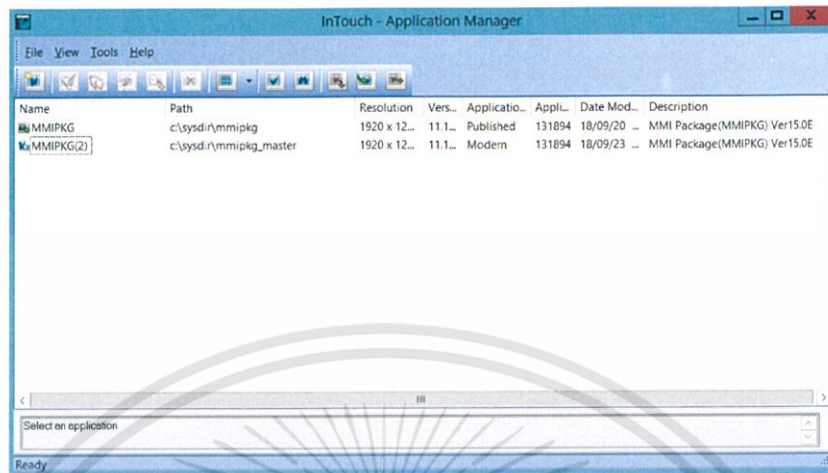 InTouch - Application Manager
File View Tools Help
Name Path Resolution Vers... Applicatio... Appli... Date Mod... Description
MMIPKG c:\sysdir\mmipkg 1920 x 12... 11.1... Published 131894 18/09/20 ... MMI Package(MMIPKG) Ver15.0E
MMIPKG(2) c:\sysdir\mmipkg_master 1920 x 12... 11.1... Modern 131894 18/09/23 ... MMI Package(MMIPKG) Ver15.0E
Select an application
Ready